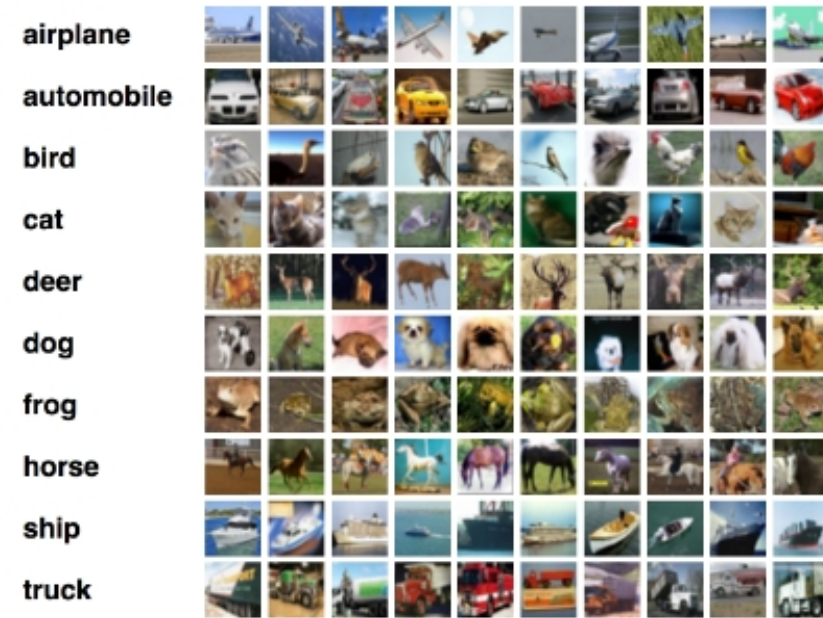 airplane
automobile
bird
cat
deer
dog
frog
horse
ship
truck